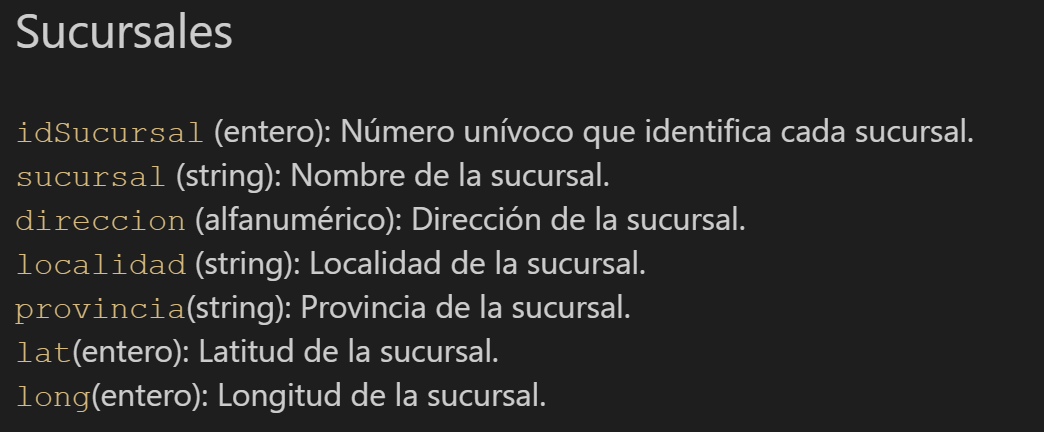 Sucursales
idSucursal (entero): Número unívoco que identifica cada sucursal.
sucursal (string): Nombre de la sucursal.
direccion (alfanumérico): Dirección de la sucursal.
localidad (string): Localidad de la sucursal.
provincia(string): Provincia de la sucursal.
lat(entero): Latitud de la sucursal.
long(entero): Longitud de la sucursal.